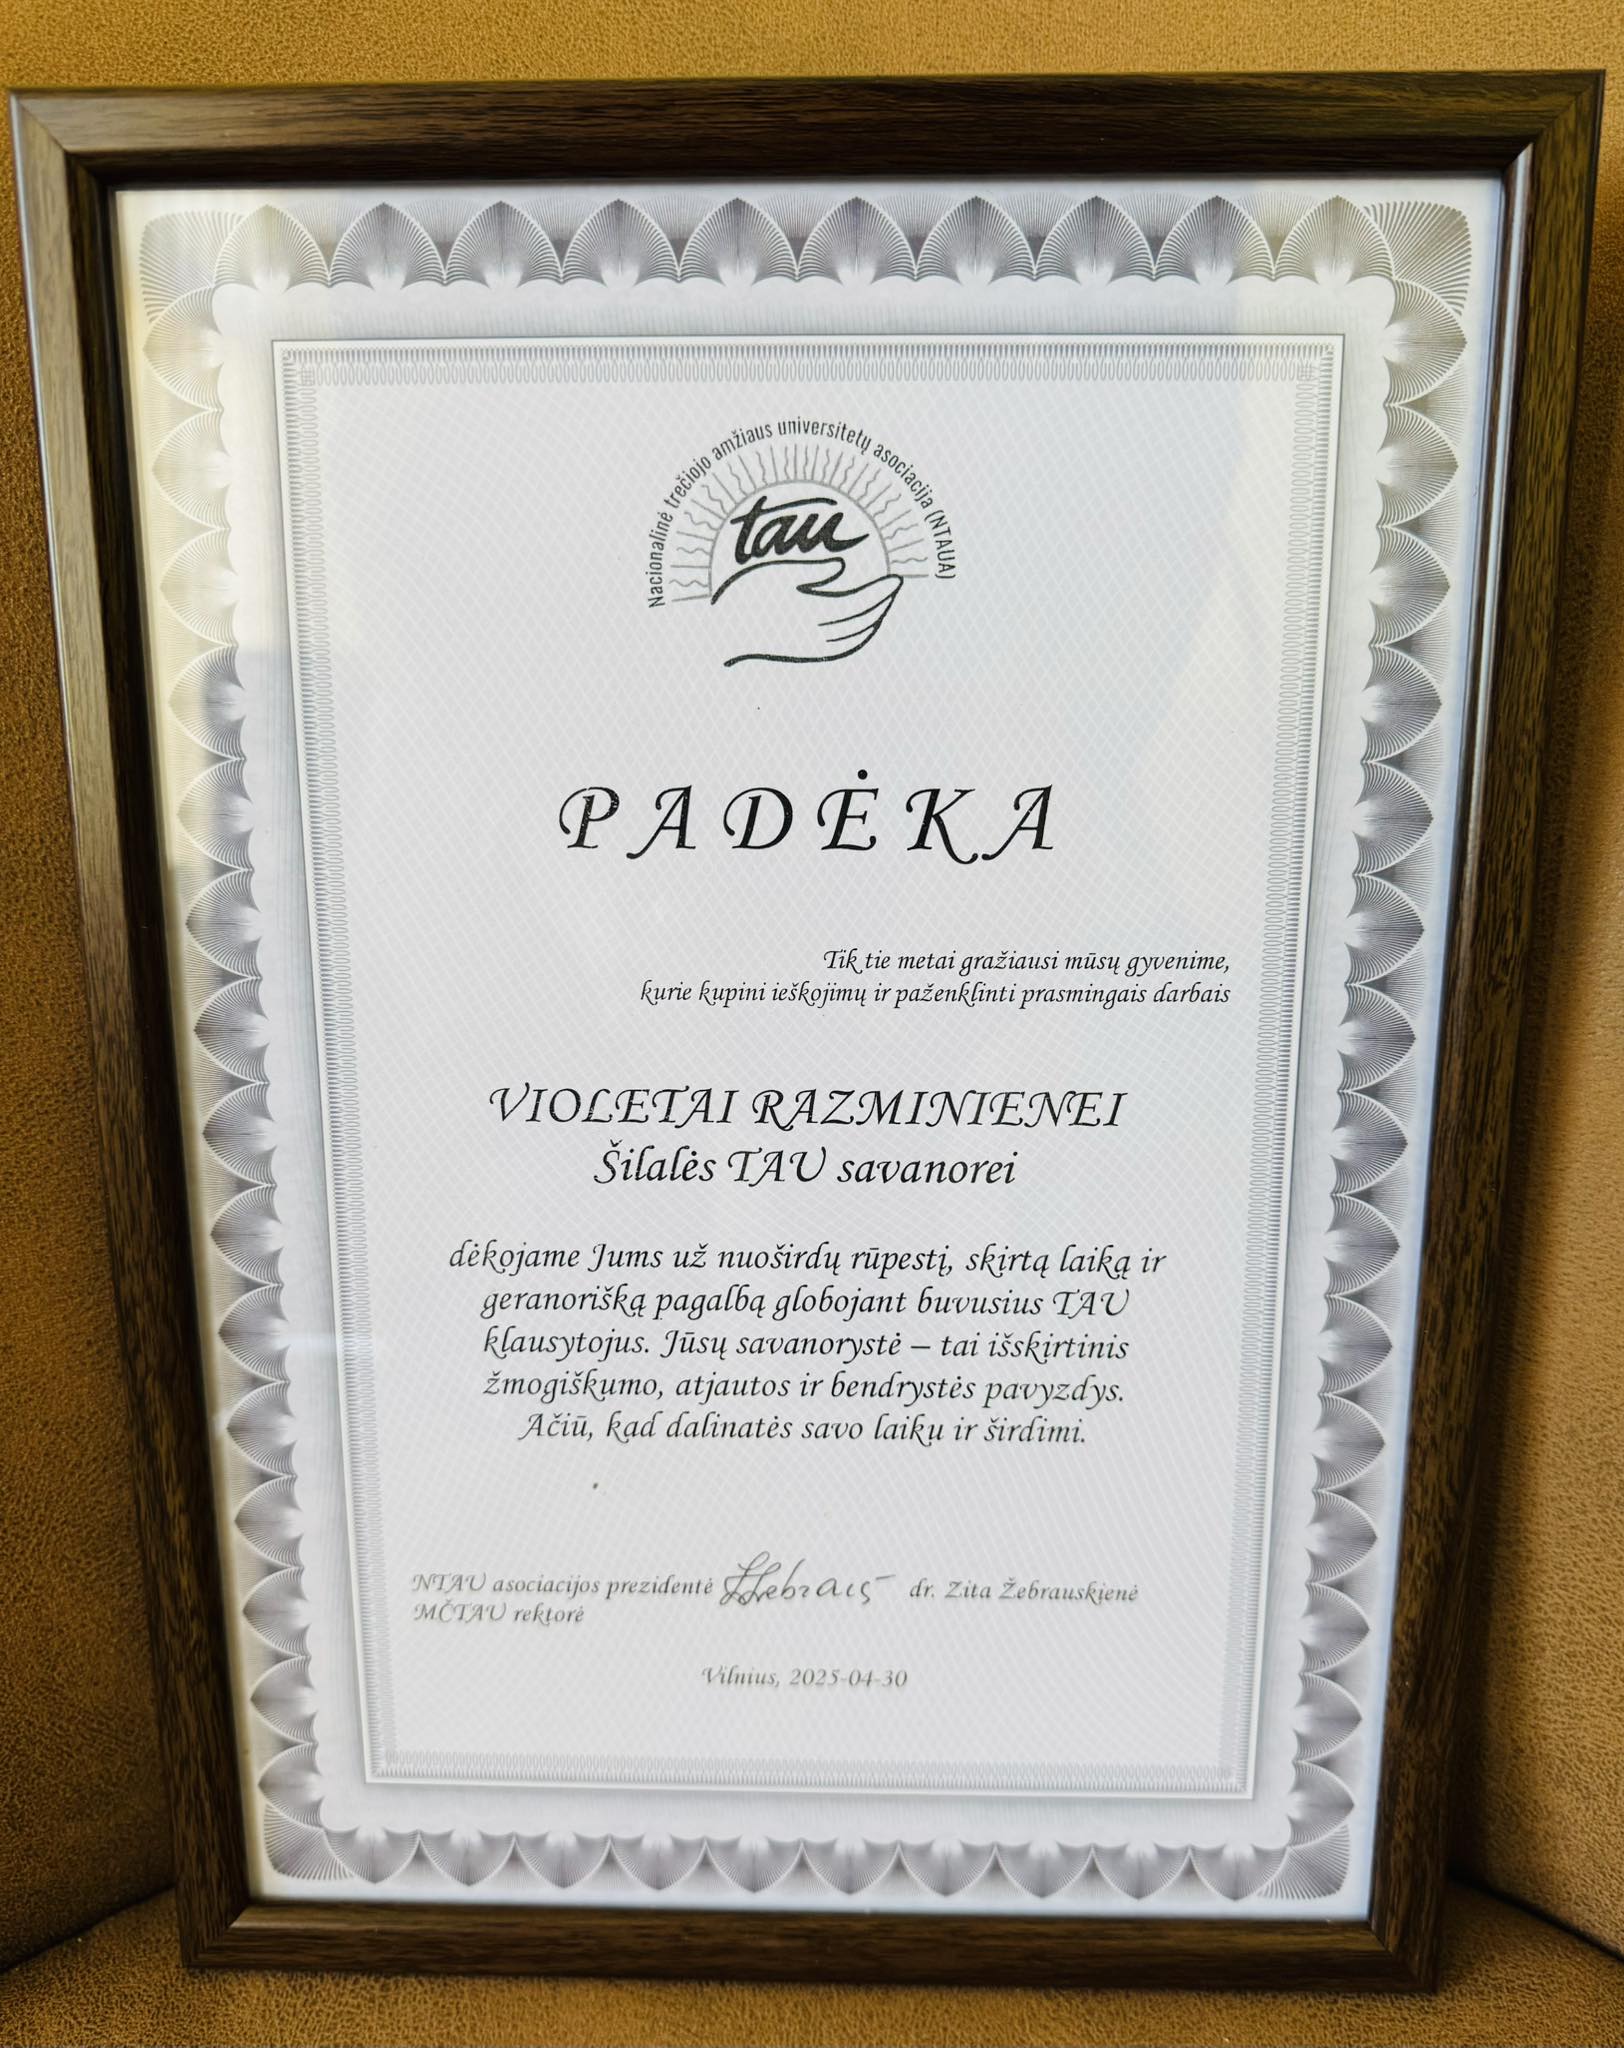 Nacionalinė trečiojo amžiaus universitetų asociacija (NTAUA)
tau
PADĖKA
Tik tie metai gražiausi mūsų gyvenime,
kurie kupini ieškojimų ir paženklinti prasmingais darbais
VIOLETAI RAZMINIENEI
Šilalės TAU savanorei
dėkojame Jums už nuoširdų rūpestį, skirtą laiką ir
geranorišką pagalbą globojant buvusius TAU
klausytojus. Jūsų savanorystė – tai išskirtinis
žmogiškumo, atjautos ir bendrystės pavyzdys.
Ačiū, kad dalinatės savo laiku ir širdimi.
NTAU asociacijos prezidentė dr. Zita Žebrauskienė
MČTAU rektorė
Vilnius, 2025-04-30